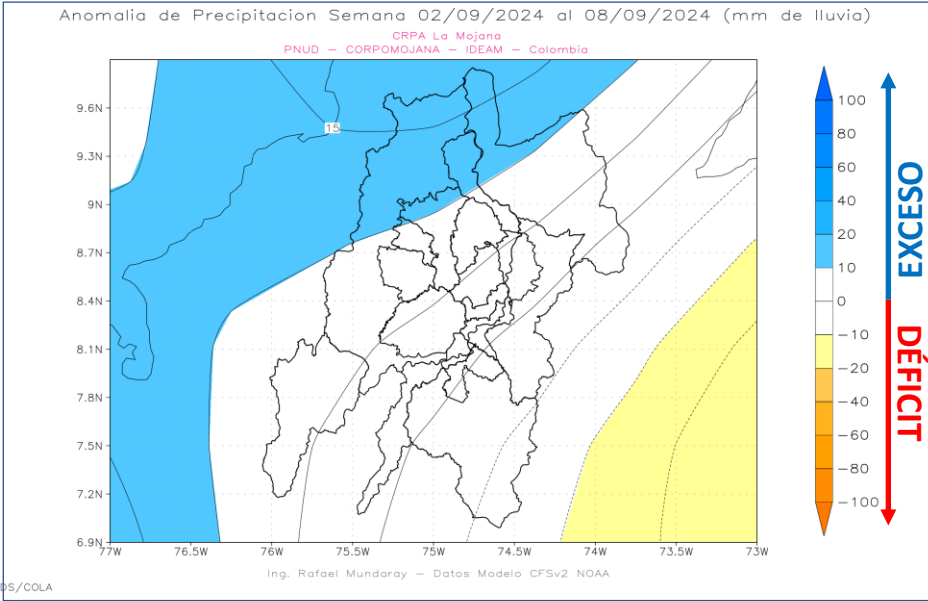 Anomalia de Precipitacion Semana 02/09/2024 al 08/09/2024 (mm de lluvia)
CRPA La Mojana
PNUD – CORPOMOJANA – IDEAM – Colombia
9.6N
9.3N
9N
8.7N
8.4N
8.1N
7.8N
7.5N
7.2N
6.9N
15
77W 76.5W 76W 75.5W 75W 74.5W 74W 73.5W 73W
100
80
60
40
20
10
0
−10
−20
−40
−60
−80
−100
EXCESO
DÉFICIT
Ing. Rafael Mundaray – Datos Modelo CFSv2 NOAA
DS/COLA